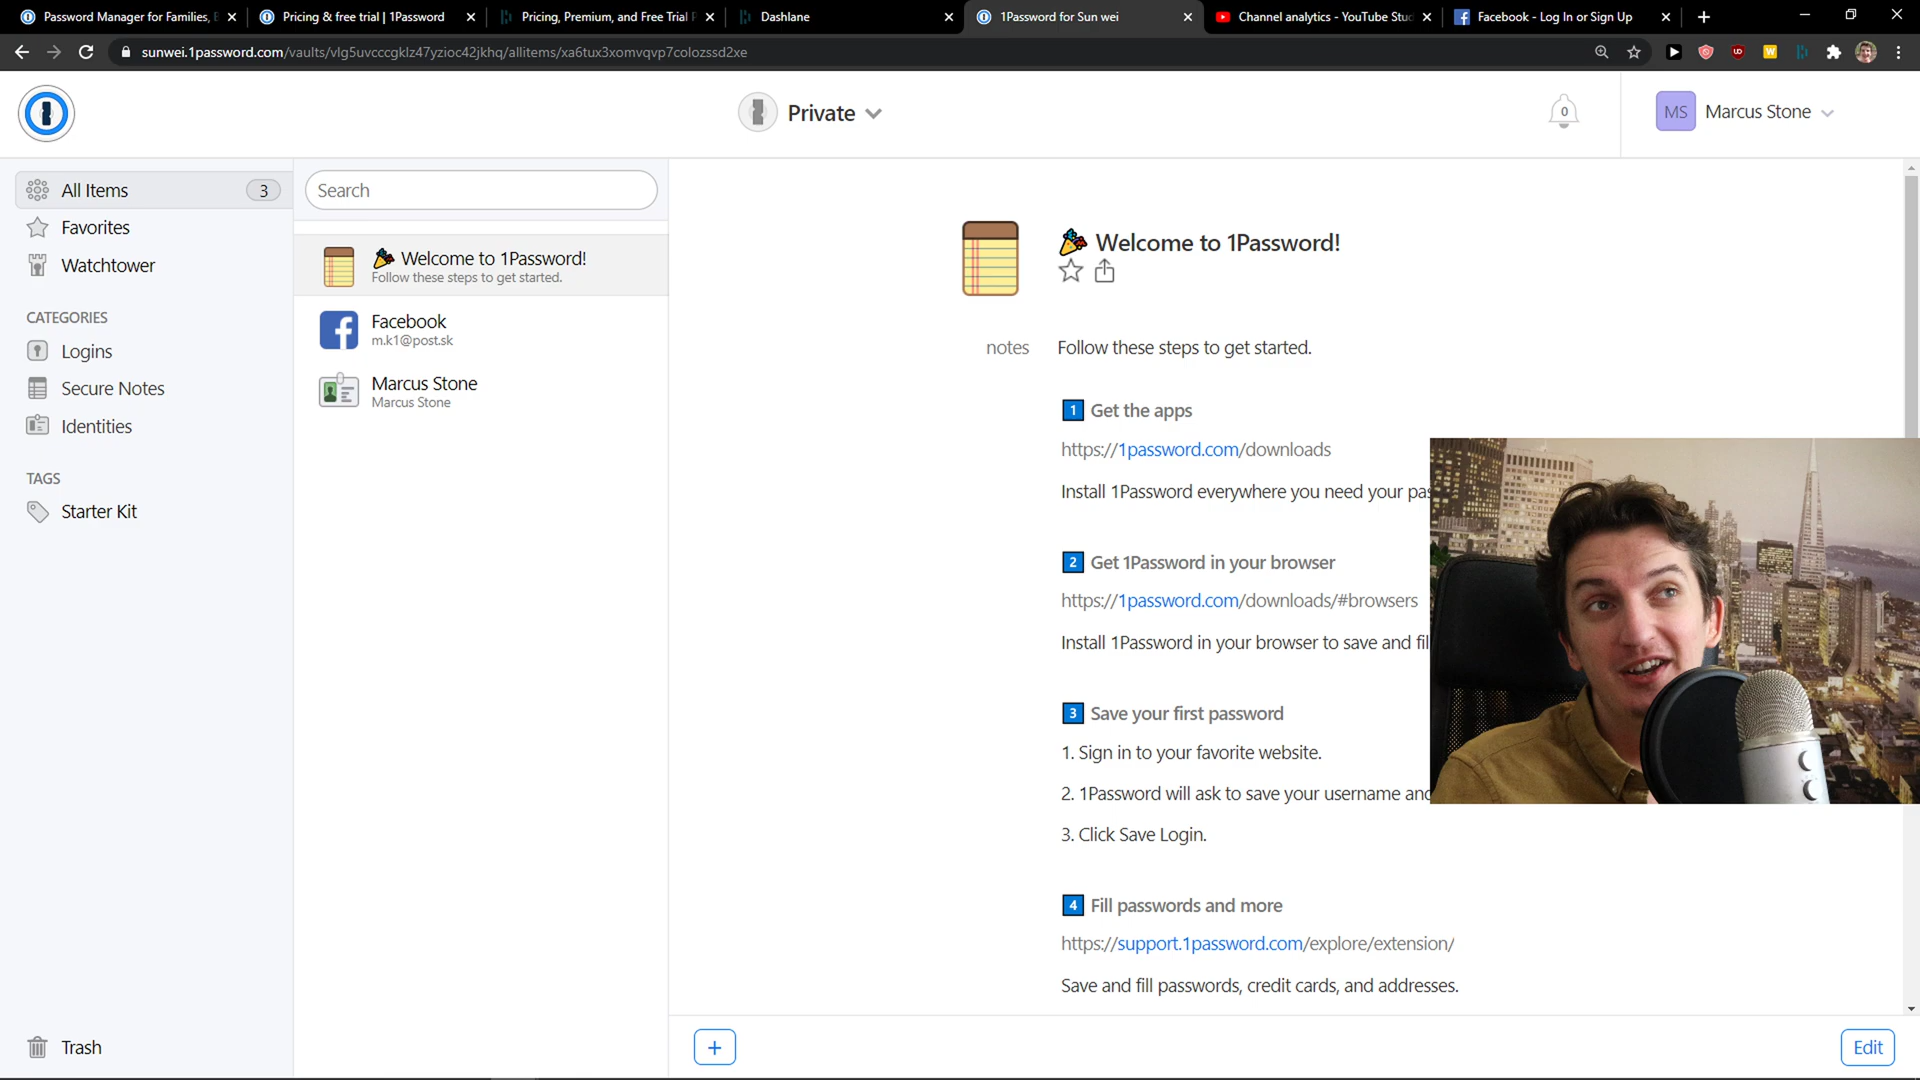 Password Manager for Families,
Pricing & free trial | 1Password
Pricing, Premium, and Free Trial
Dashlane
1Password for Sun wei
Channel analytics - YouTube Stu
Facebook - Log In or Sign Up
sunwei.1password.com/vaults/vlg5uvcccgklz47yzioc42jkhq/allitems/xa6tux3xomvqvp7colozssd2xe
Private
0
MS Marcus Stone
All Items 3
Favorites
Watchtower
CATEGORIES
Logins
Secure Notes
Identities
TAGS
Starter Kit
Trash
Search
Welcome to 1Password!
Follow these steps to get started.
Facebook
m.k1@post.sk
Marcus Stone
Marcus Stone
Welcome to 1Password!
notes Follow these steps to get started.
1 Get the apps
https://1password.com/downloads
Install 1Password everywhere you need your pas
2 Get 1Password in your browser
https://1password.com/downloads/#browsers
Install 1Password in your browser to save and fil
3 Save your first password
1. Sign in to your favorite website.
2. 1Password will ask to save your username and
3. Click Save Login.
4 Fill passwords and more
https://support.1password.com/explore/extension/
Save and fill passwords, credit cards, and addresses.
+
Edit